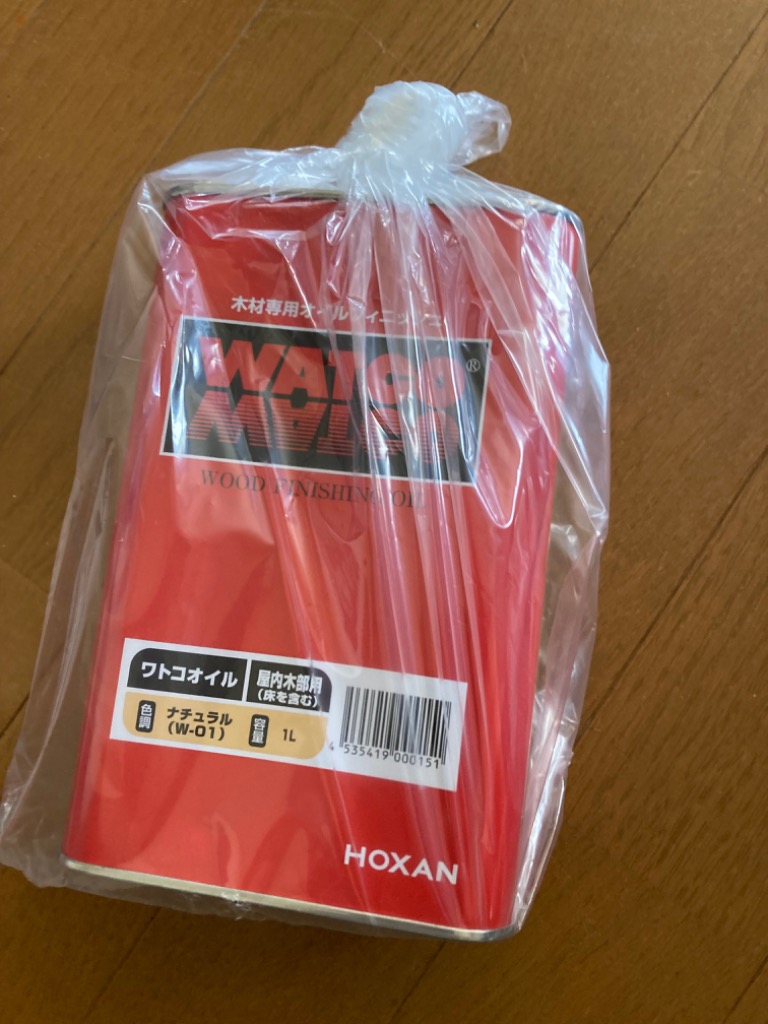 木材専用オイルフィニッシュ
WATCO®
WATCO
WOOD FINISHING OIL
ワトコオイル
屋内木部用
(床を含む)
色調
ナチュラル
(W-01)
容量
1L
4 535419 000151
HOXAN